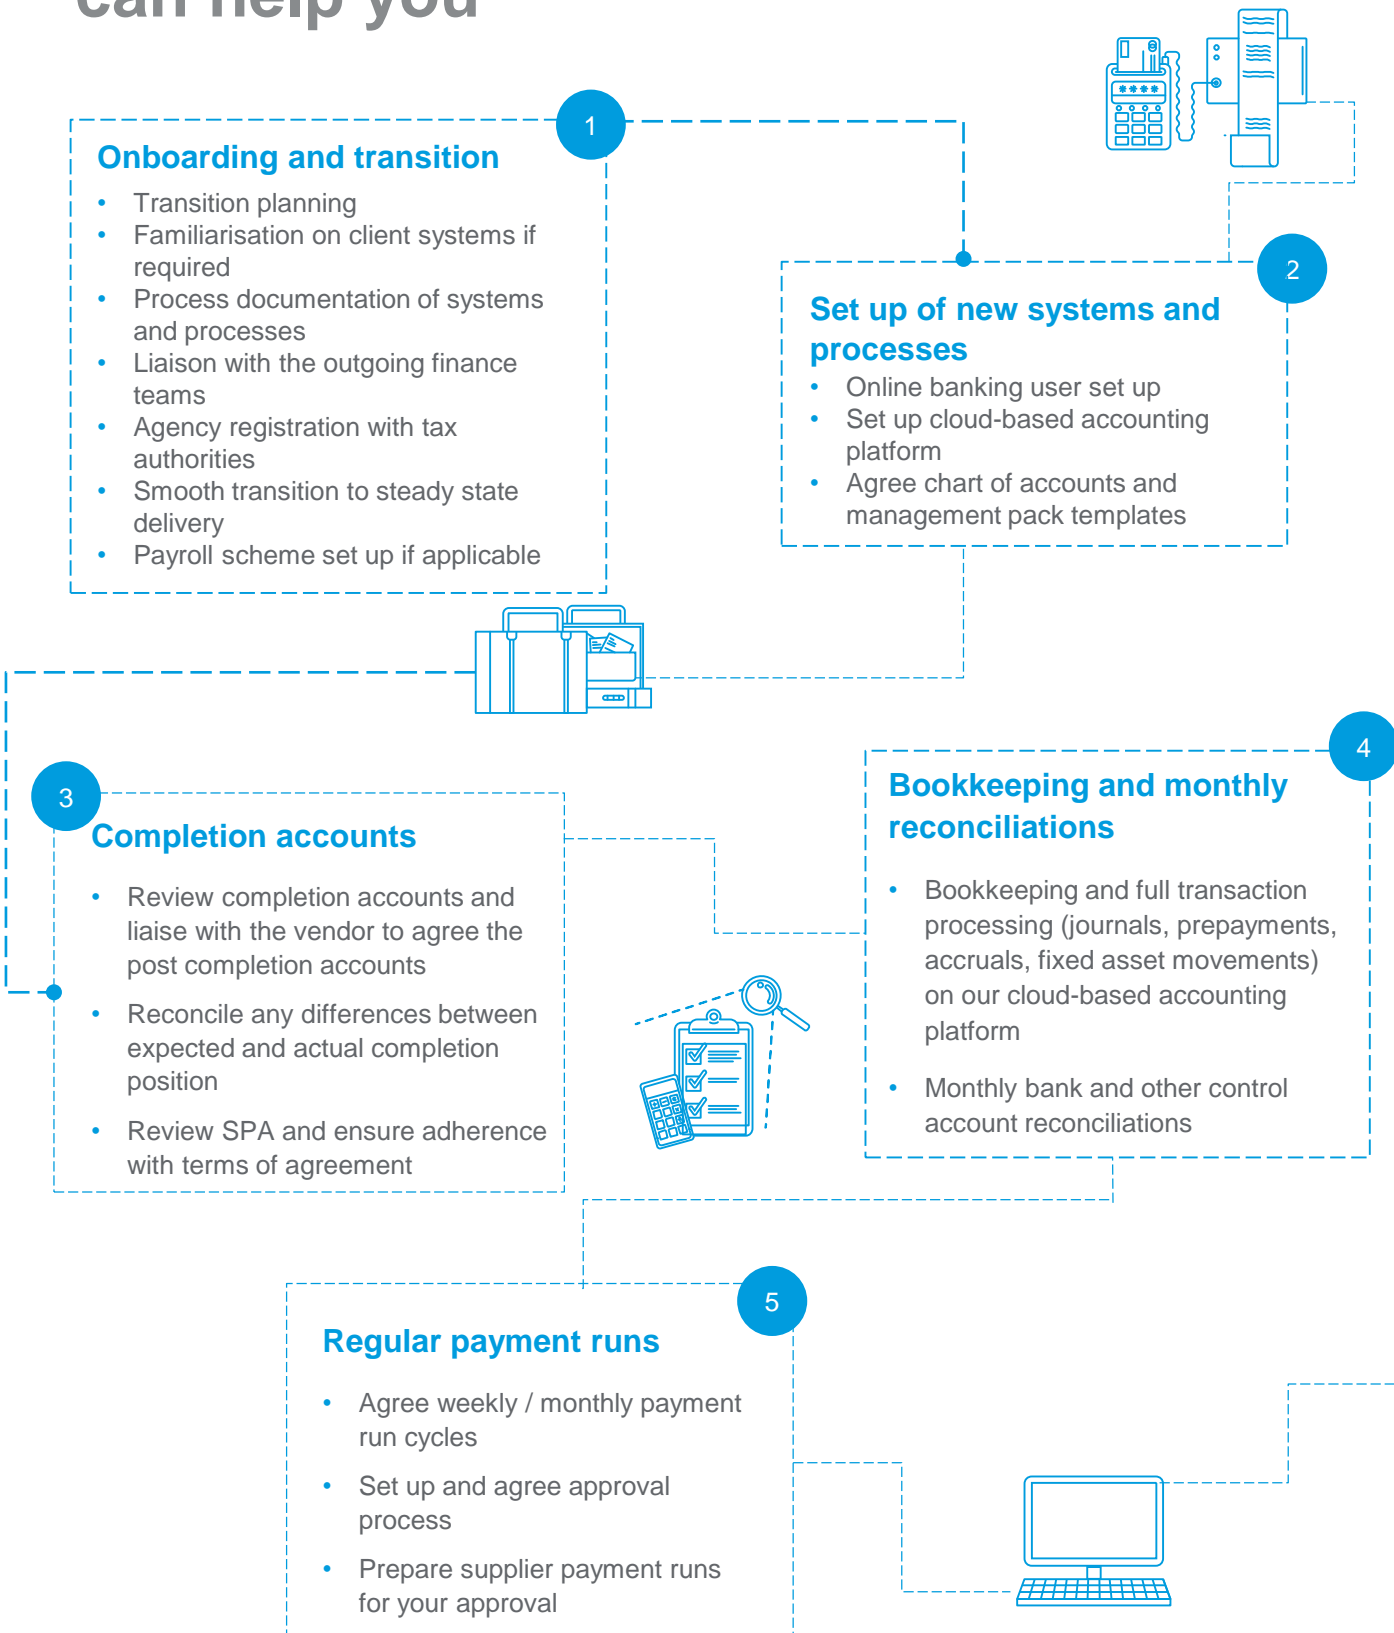 can help you
1
Onboarding and transition
• Transition planning
• Familiarisation on client systems if
required
• Process documentation of systems
and processes
• Liaison with the outgoing finance
teams
• Agency registration with tax
authorities
• Smooth transition to steady state
delivery
• Payroll scheme set up if applicable
2
Set up of new systems and
processes
• Online banking user set up
• Set up cloud-based accounting
platform
• Agree chart of accounts and
management pack templates
3
Completion accounts
• Review completion accounts and
liaise with the vendor to agree the
post completion accounts
• Reconcile any differences between
expected and actual completion
position
• Review SPA and ensure adherence
with terms of agreement
4
Bookkeeping and monthly
reconciliations
• Bookkeeping and full transaction
processing (journals, prepayments,
accruals, fixed asset movements)
on our cloud-based accounting
platform
• Monthly bank and other control
account reconciliations
5
Regular payment runs
• Agree weekly / monthly payment
run cycles
• Set up and agree approval
process
• Prepare supplier payment runs
for your approval